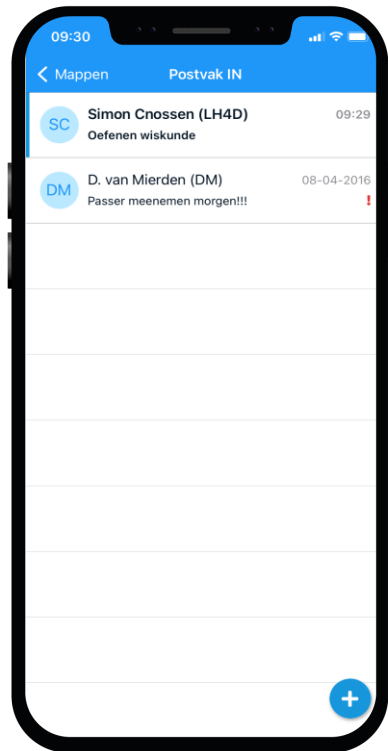 09:30
Mappen
Postvak IN
SC
Simon Cnossen (LH4D)
09:29
Oefenen wiskunde
DM
D. van Mierden (DM)
08-04-2016
Passer meenemen morgen!!!
!
+